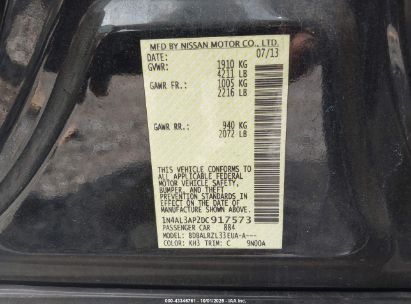 MFD BY NISSAN MOTOR CO., LTD.
DATE: 07/13
GVWR: 1910 KG
4211 LB
GAWR FR: 1005 KG
2216 LB
GAWR RR: 940 KG
2072 LB
THIS VEHICLE CONFORMS TO ALL
APPLICABLE FEDERAL
MOTOR VEHICLE SAFETY,
BUMPER, AND THEFT
PREVENTION STANDARDS
IN EFFECT ON THE DATE OF
MANUFACTURE SHOWN ABOVE.
1N4AL3AP2DC917573
PASSENGER CAR 884
MODEL: BDBALRZL33EUA-A---
COLOR: KH3 TRIM: C 9N00A